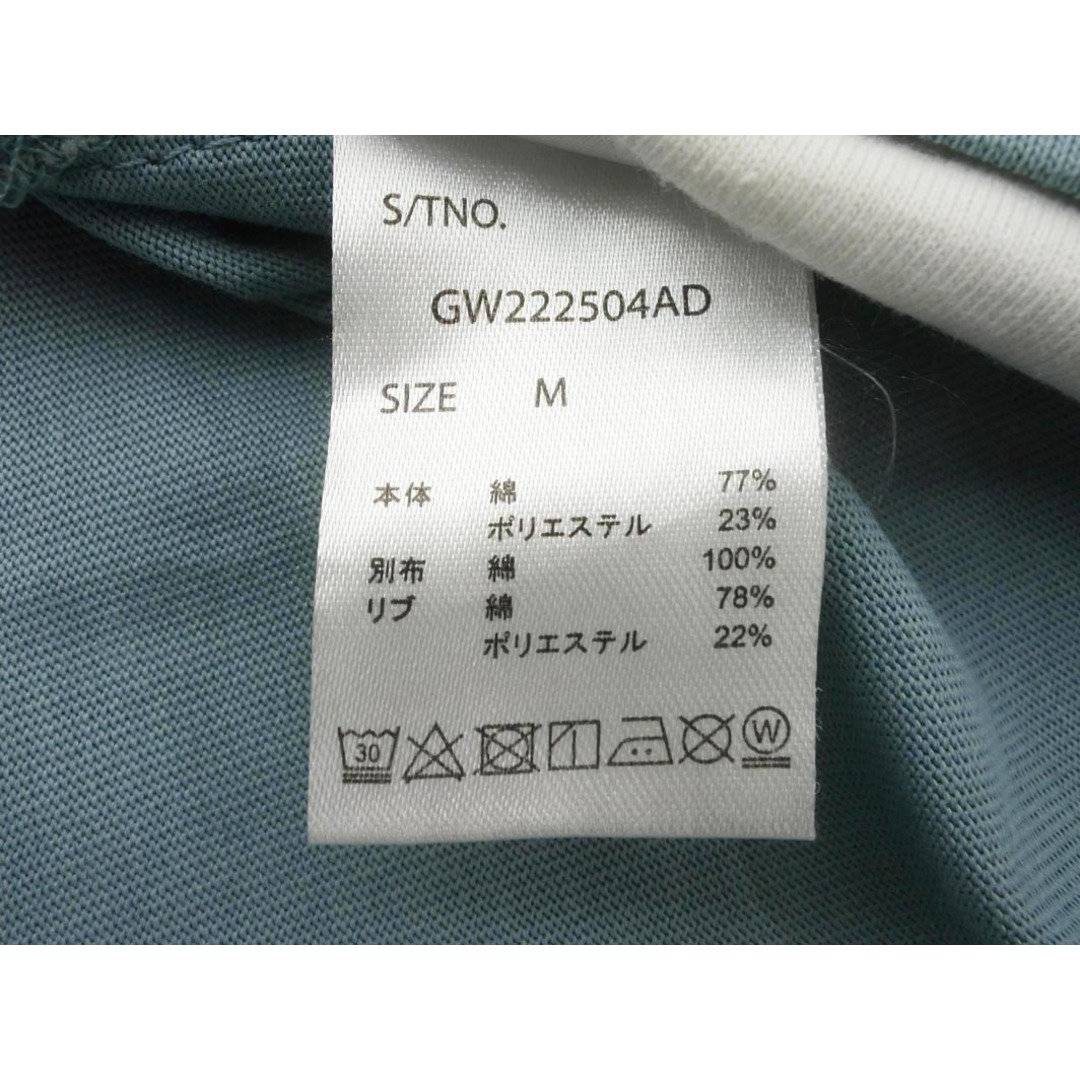 S/TNO.
GW222504AD
SIZE M
本体 綿 77%
ポリエステル 23%
別布 綿 100%
リブ 綿 78%
ポリエステル 22%
30 W